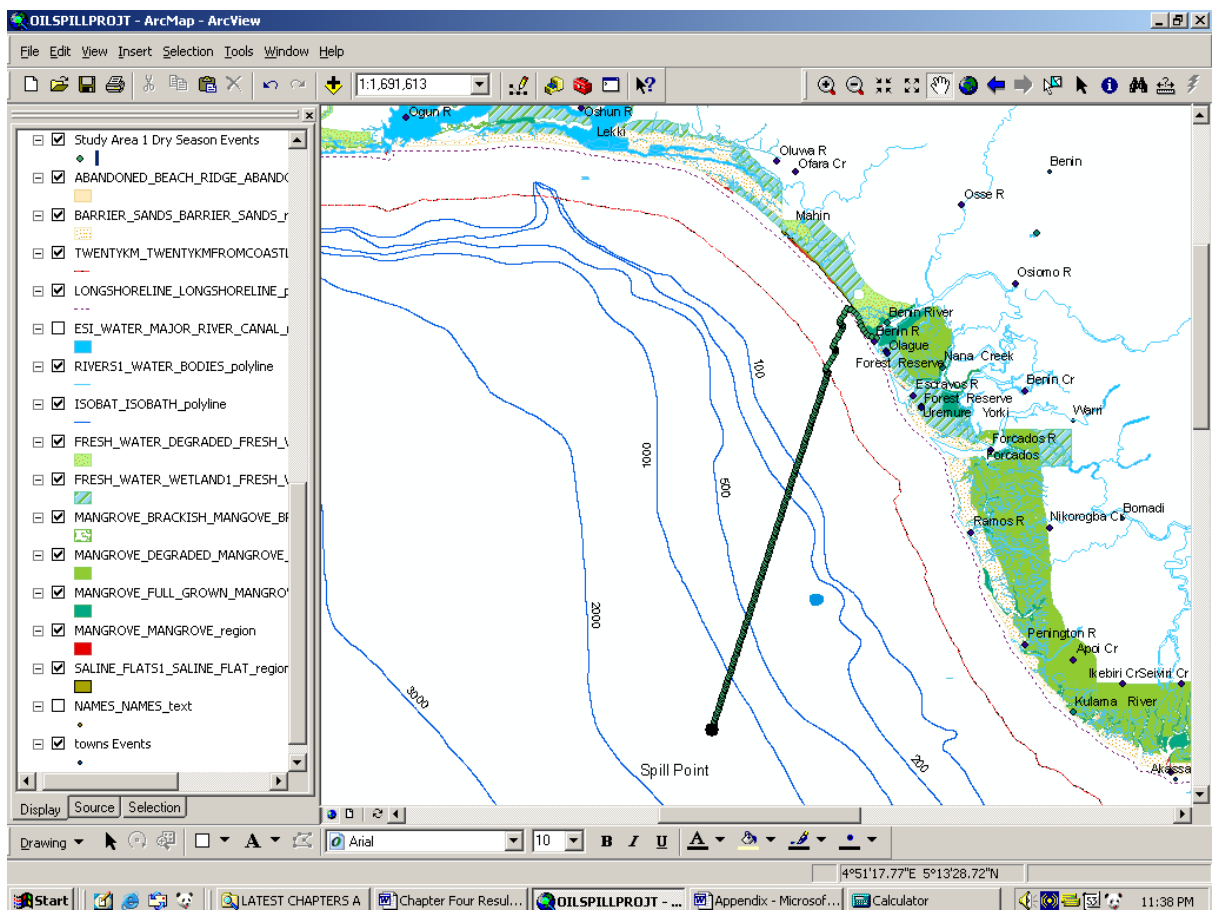 OILSPILLPROJT - ArcMap - ArcView
File Edit View Insert Selection Tools Window Help
1:1,691,613
Study Area 1 Dry Season Events
ABANDONED_BEACH_RIDGE_ABANDO
BARRIER_SANDS_BARRIER_SANDS_r
TWENTYKM_TWENTYKMFROMCOASTL
LONGSHORELINE_LONGSHORELINE_p
ESI_WATER_MAJOR_RIVER_CANAL_r
RIVERS1_WATER_BODIES_polyline
ISOBAT_ISOBATH_polyline
FRESH_WATER_DEGRADED_FRESH_V
FRESH_WATER_WETLAND1_FRESH_V
MANGROVE_BRACKISH_MANGOVE_BR
MANGROVE_DEGRADED_MANGROVE_
MANGROVE_FULL_GROWN_MANGRO
MANGROVE_MANGROVE_region
SALINE_FLATS1_SALINE_FLAT_region
NAMES_NAMES_text
towns Events
Display Source Selection
Ogun R
Oshun R
Lekki
Oluwa R
Ofara Cr
Benin
Osse R
Mahin
Osiomo R
Benin River
Benin R
Olague
Forest Reserve
Nana Creek
Escravos R
Benin Cr
Forest Reserve
Uremure Yorki
Warri
Forcados R
Forcados
Ramos R
Nikorogba C
Bomadi
Penington R
Apoi Cr
Ikebiri Cr
Seiviri Cr
Kulama River
Akassa
100
500
1000
2000
3000
200
Spill Point
Drawing
Arial
10
B I U A
4°51'17.77"E 5°13'28.72"N
Start
LATEST CHAPTERS A
Chapter Four Resul...
OILSPILLPROJT - ...
Appendix - Microsof...
Calculator
11:38 PM